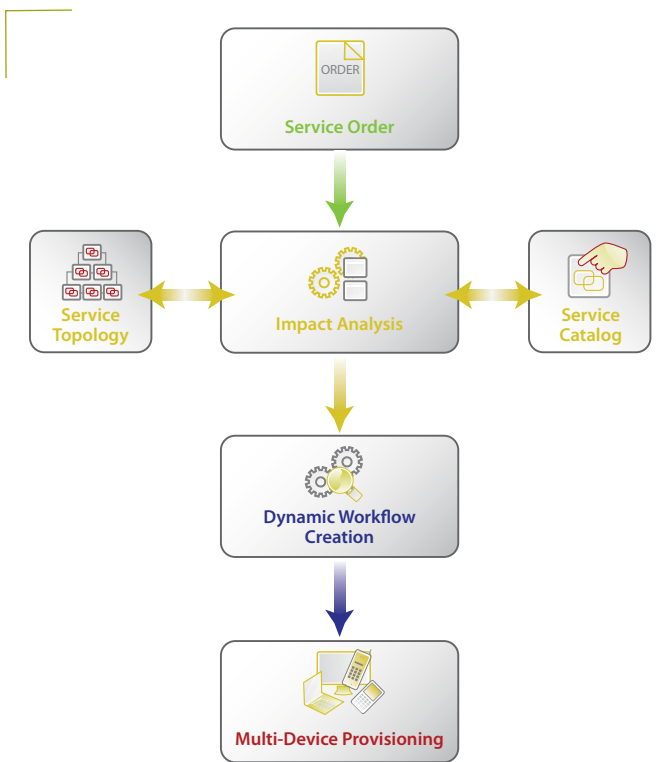 ORDER
Service Order
Service
Topology
Impact Analysis
Service
Catalog
Dynamic Workflow
Creation
Multi-Device Provisioning